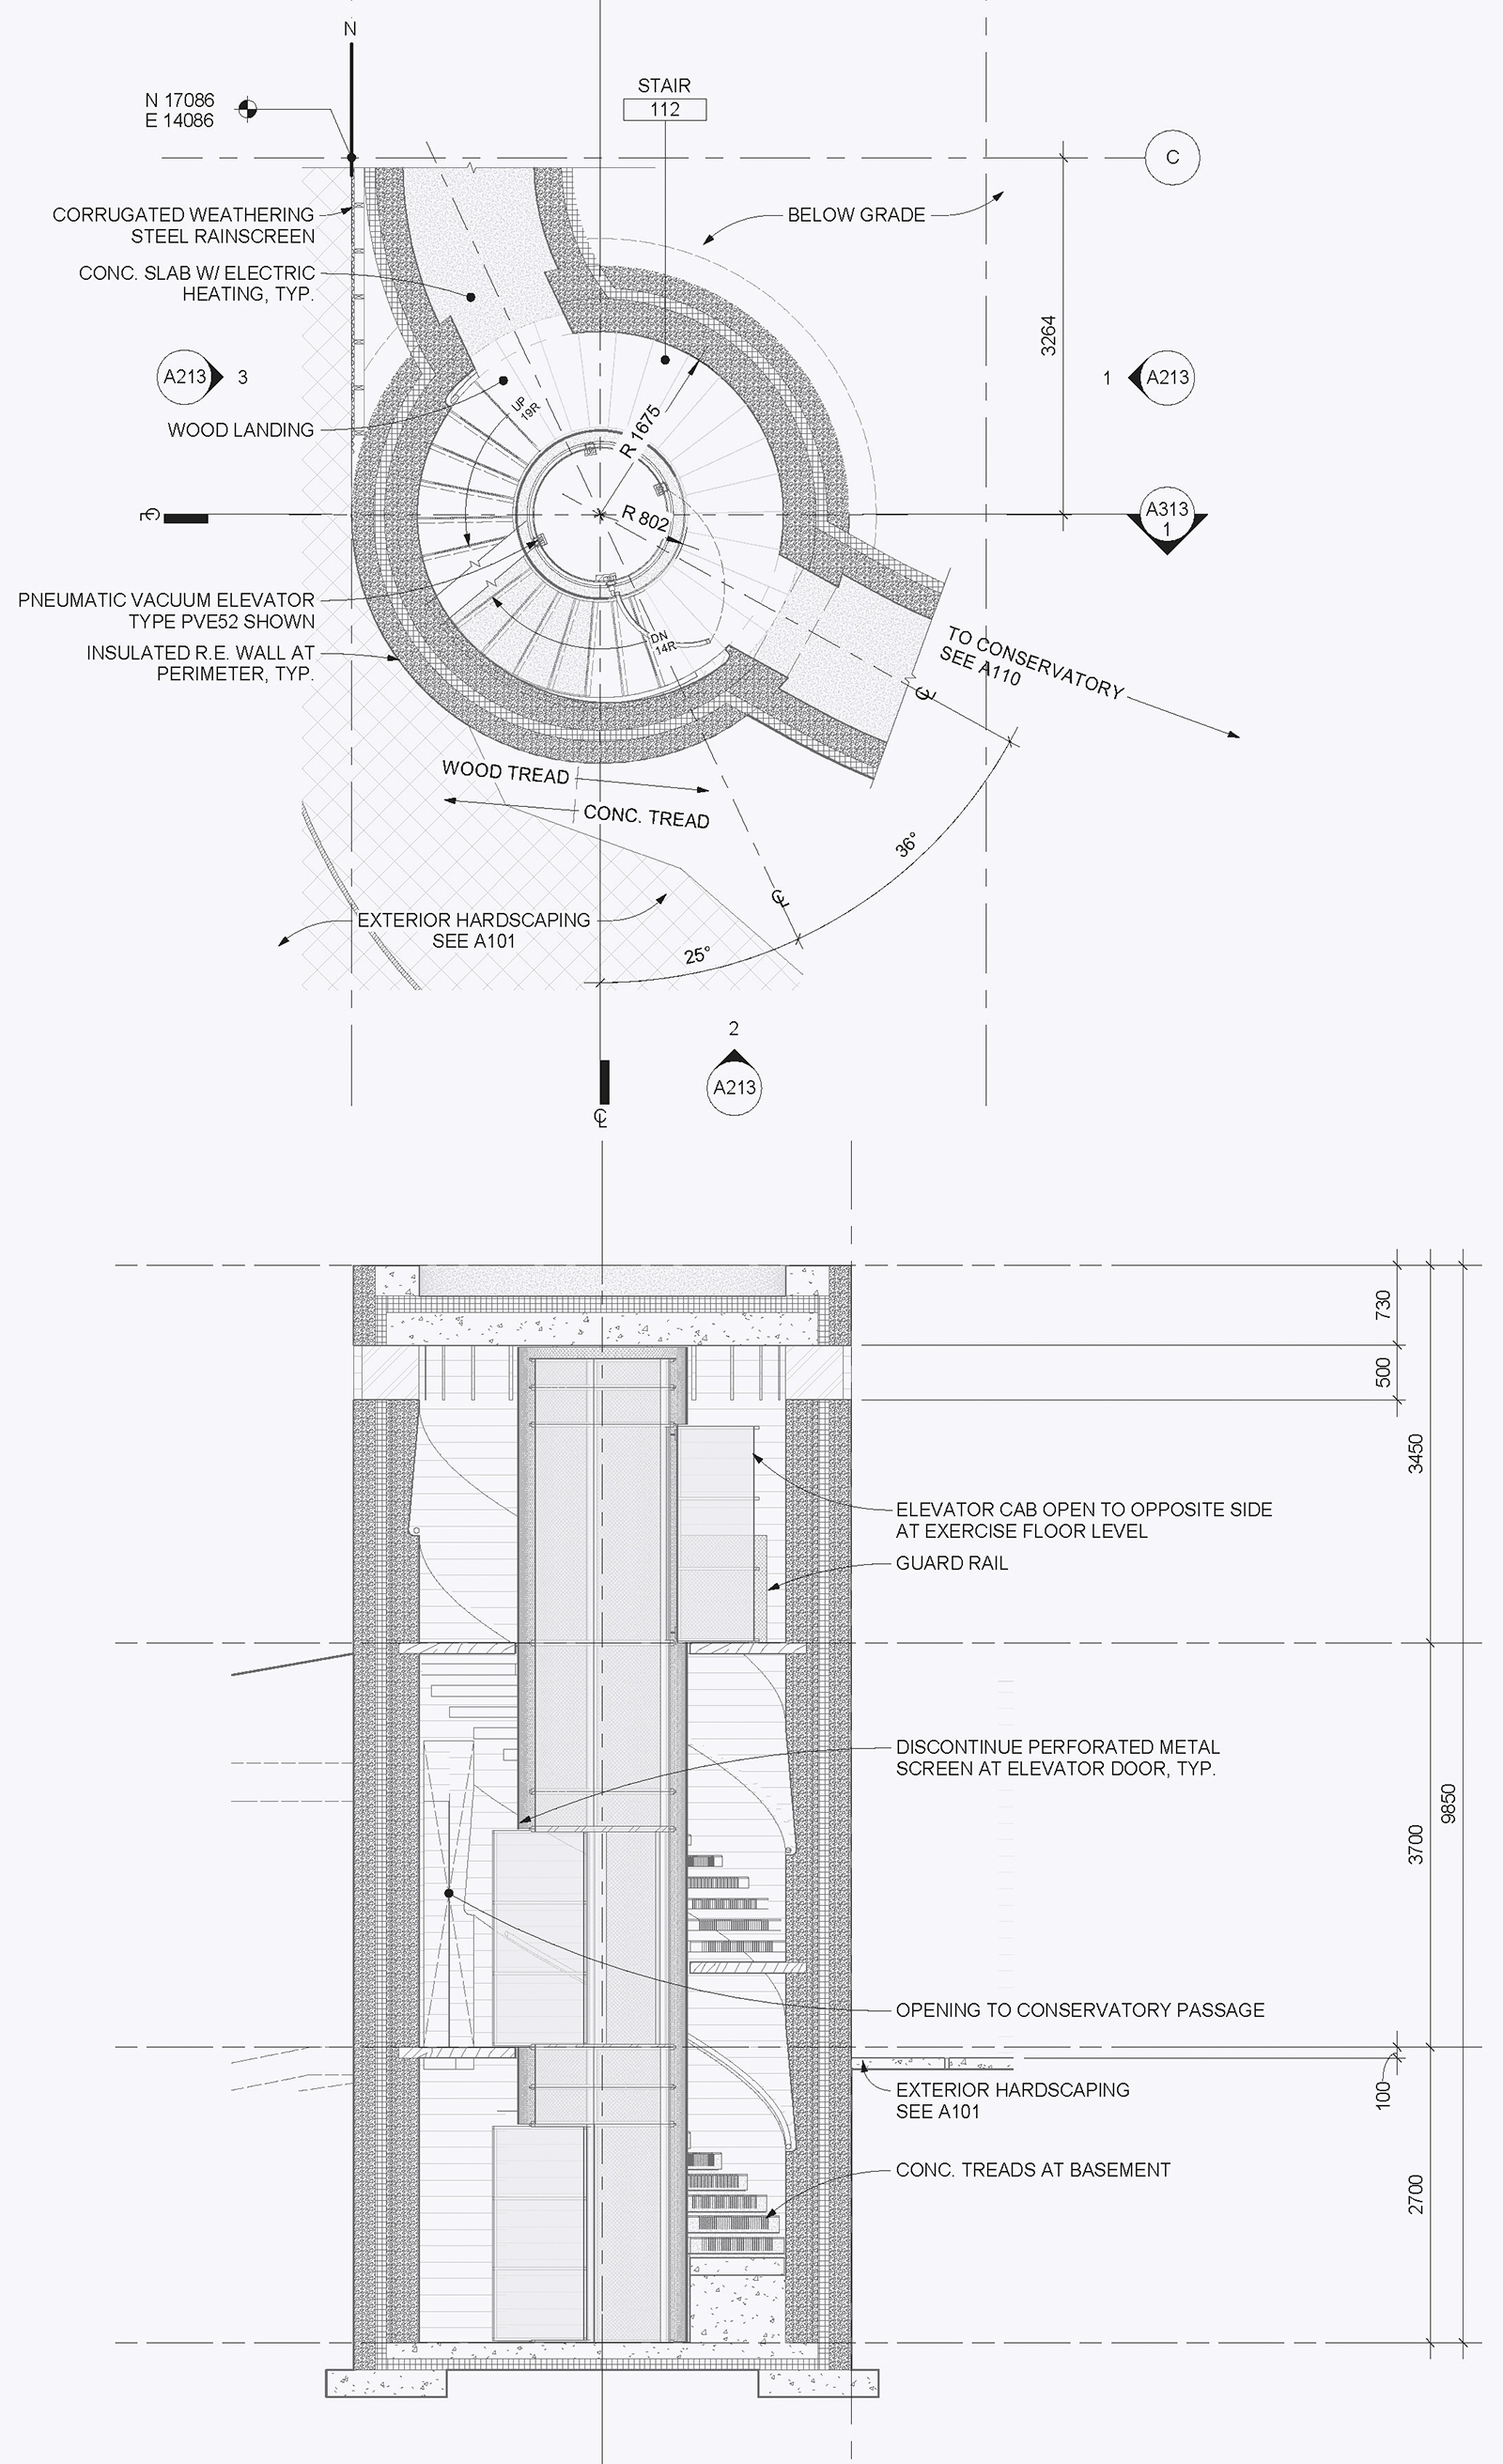 N
STAIR
112
N 17086
E 14086
C
CORRUGATED WEATHERING
STEEL RAINSCREEN
BELOW GRADE
CONC. SLAB W/ ELECTRIC
HEATING, TYP.
3264
A213
3
1
A213
UP
19R
R 1675
WOOD LANDING
R 802
A313
1
CL
PNEUMATIC VACUUM ELEVATOR
TYPE PVE52 SHOWN
DN
14R
INSULATED R.E. WALL AT
PERIMETER, TYP.
TO CONSERVATORY
SEE A110
CL
WOOD TREAD
CONC. TREAD
36°
CL
EXTERIOR HARDSCAPING
SEE A101
25°
2
A213
CL
730
500
3450
ELEVATOR CAB OPEN TO OPPOSITE SIDE
AT EXERCISE FLOOR LEVEL
GUARD RAIL
DISCONTINUE PERFORATED METAL
SCREEN AT ELEVATOR DOOR, TYP.
9850
3700
OPENING TO CONSERVATORY PASSAGE
EXTERIOR HARDSCAPING
SEE A101
100
CONC. TREADS AT BASEMENT
2700